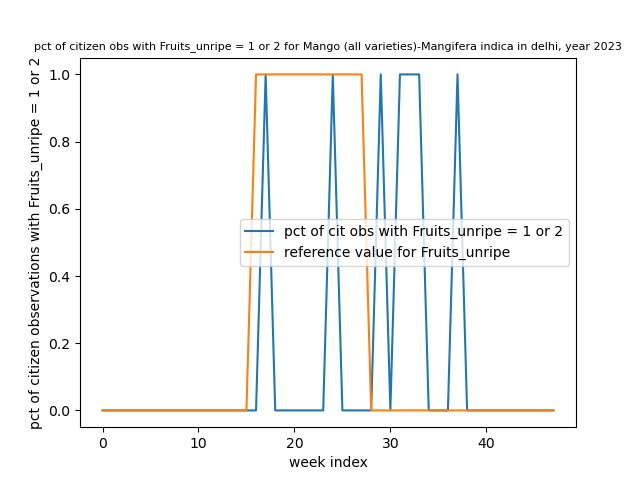 pct of citizen obs with Fruits_unripe = 1 or 2 for Mango (all varieties)-Mangifera indica in delhi, year 2023
pct of citizen observations with Fruits_unripe = 1 or 2
1.0
0.8
0.6
0.4
0.2
0.0
pct of cit obs with Fruits_unripe = 1 or 2
reference value for Fruits_unripe
0 10 20 30 40
week index